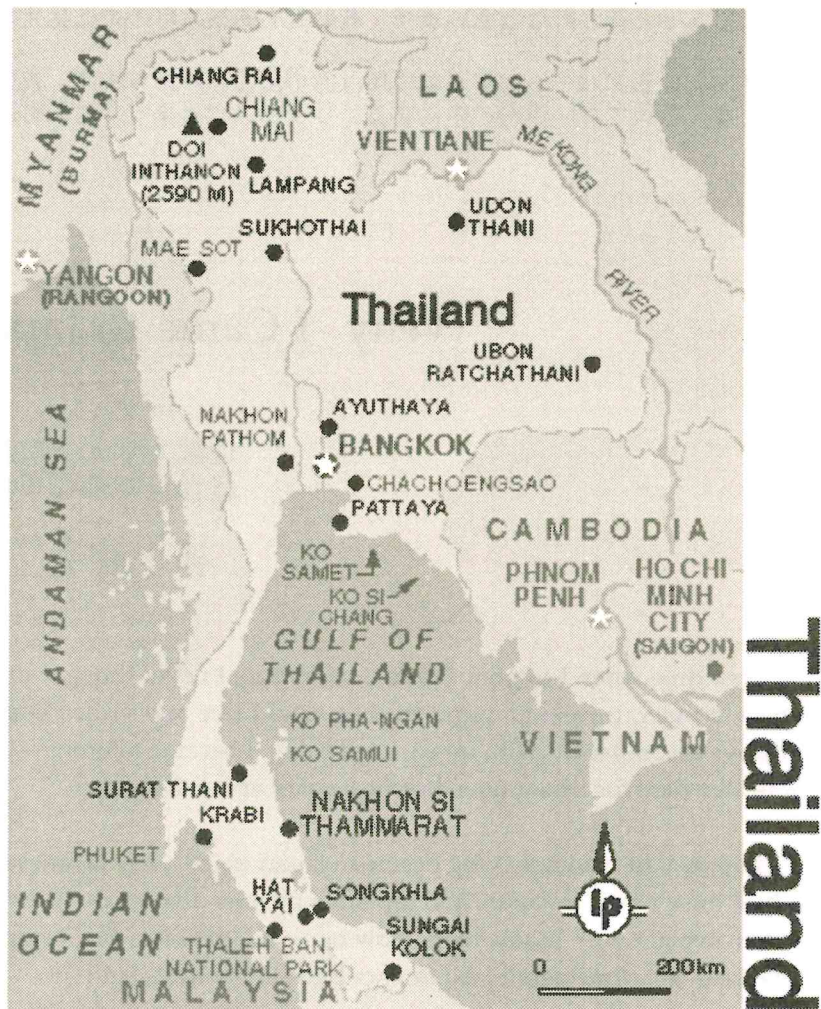 CHIANG RAI
LAOS
MYANMAR
(BURMA)
CHIANG
MAI
DOI
INTHANON
(2590 M)
VIENTIANE
ME KONG
RIVER
LAMPANG
UDON
THANI
SUKHOTHAI
MAE SOT
YANGON
(RANGOON)
Thailand
UBON
RATCHATHANI
AYUTHAYA
NAKHON
PATHOM
BANGKOK
CHACHOENGSAO
PATTAYA
ANDAMAN SEA
CAMBODIA
KO
SAMET
KO SI
CHANG
PHNOM
PENH
HO CHI
MINH
CITY
(SAIGON)
GULF OF
THAILAND
KO PHA-NGAN
KO SAMUI
VIETNAM
SURAT THANI
KRABI
NAKHON SI
THAMMARAT
PHUKET
HAT
YAI
SONGKHLA
INDIAN
OCEAN
SUNGAI
KOLOK
THALEH BAN
NATIONAL PARK
MALAYSIA
lp
0 200km
Thailand